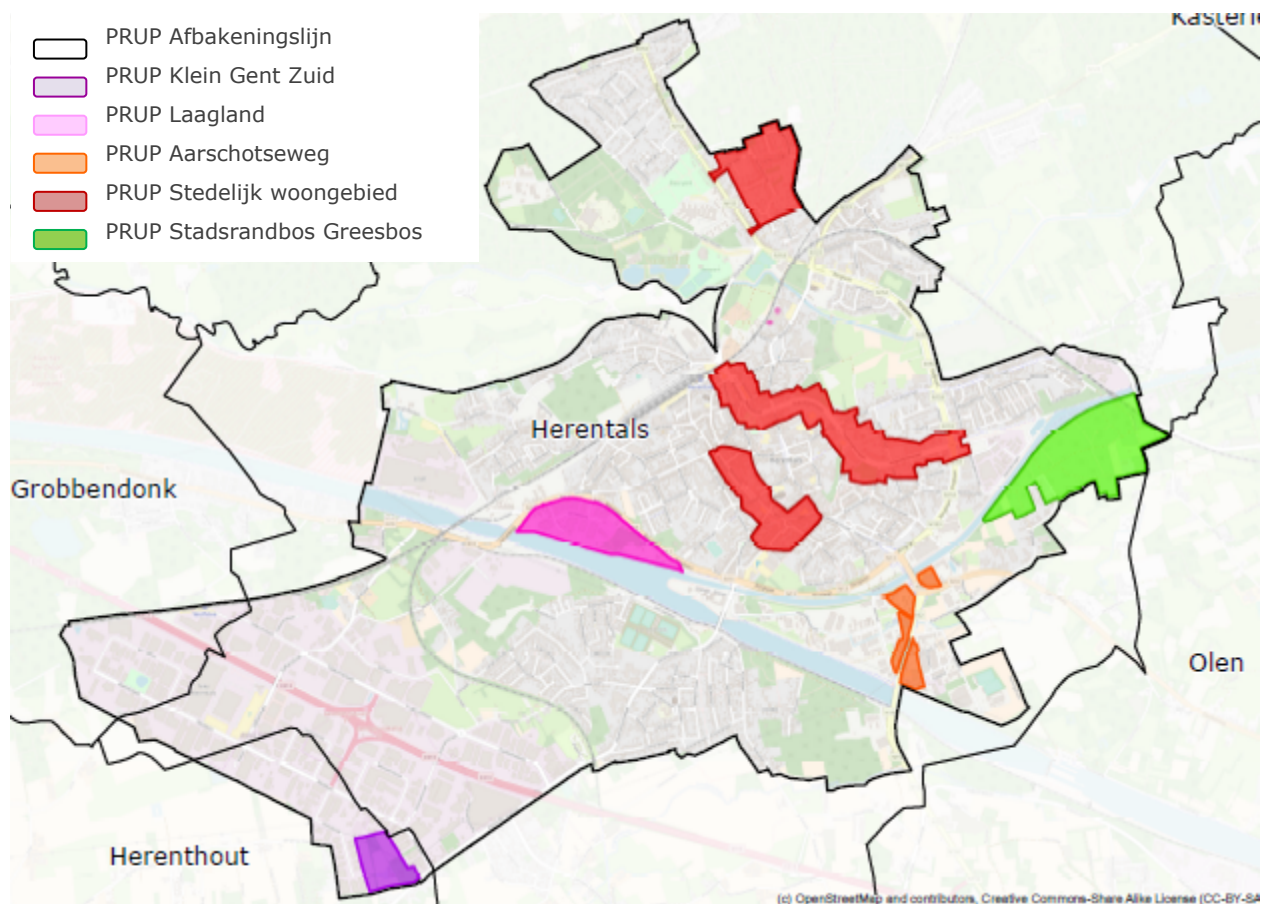 PRUP Afbakeningslijn
PRUP Klein Gent Zuid
PRUP Laagland
PRUP Aarschotseweg
PRUP Stedelijk woongebied
PRUP Stadsrandbos Greesbos
Herentals
Grobbendonk
Olen
Herenthout
(c) OpenStreetMap and contributors, Creative Commons-Share Alike License (CC-BY-SA